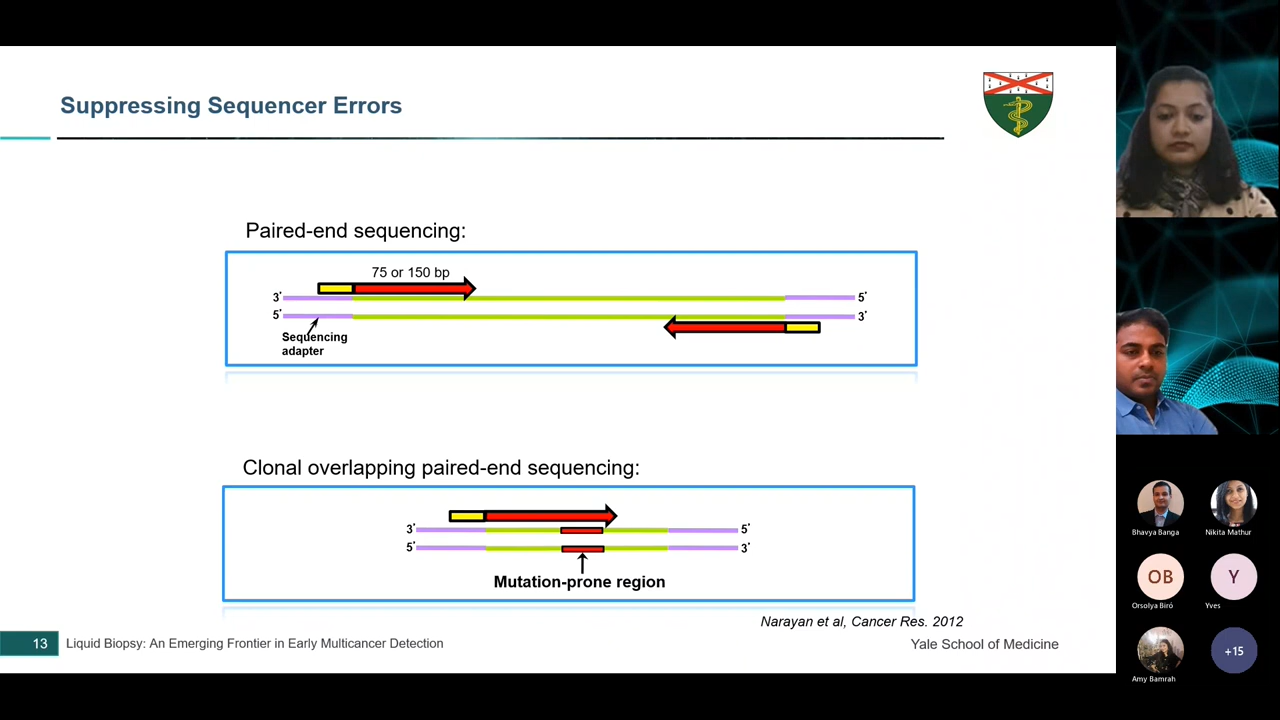 Suppressing Sequencer Errors
Paired-end sequencing:
75 or 150 bp
3' 5'
5' 3'
Sequencing
adapter
Clonal overlapping paired-end sequencing:
3' 5'
5' 3'
Mutation-prone region
Narayan et al, Cancer Res. 2012
13 Liquid Biopsy: An Emerging Frontier in Early Multicancer Detection Yale School of Medicine
Bhavya Banga Nikita Mathur
OB Y
Orsolya Biró Yves
+15
Amy Bamrah